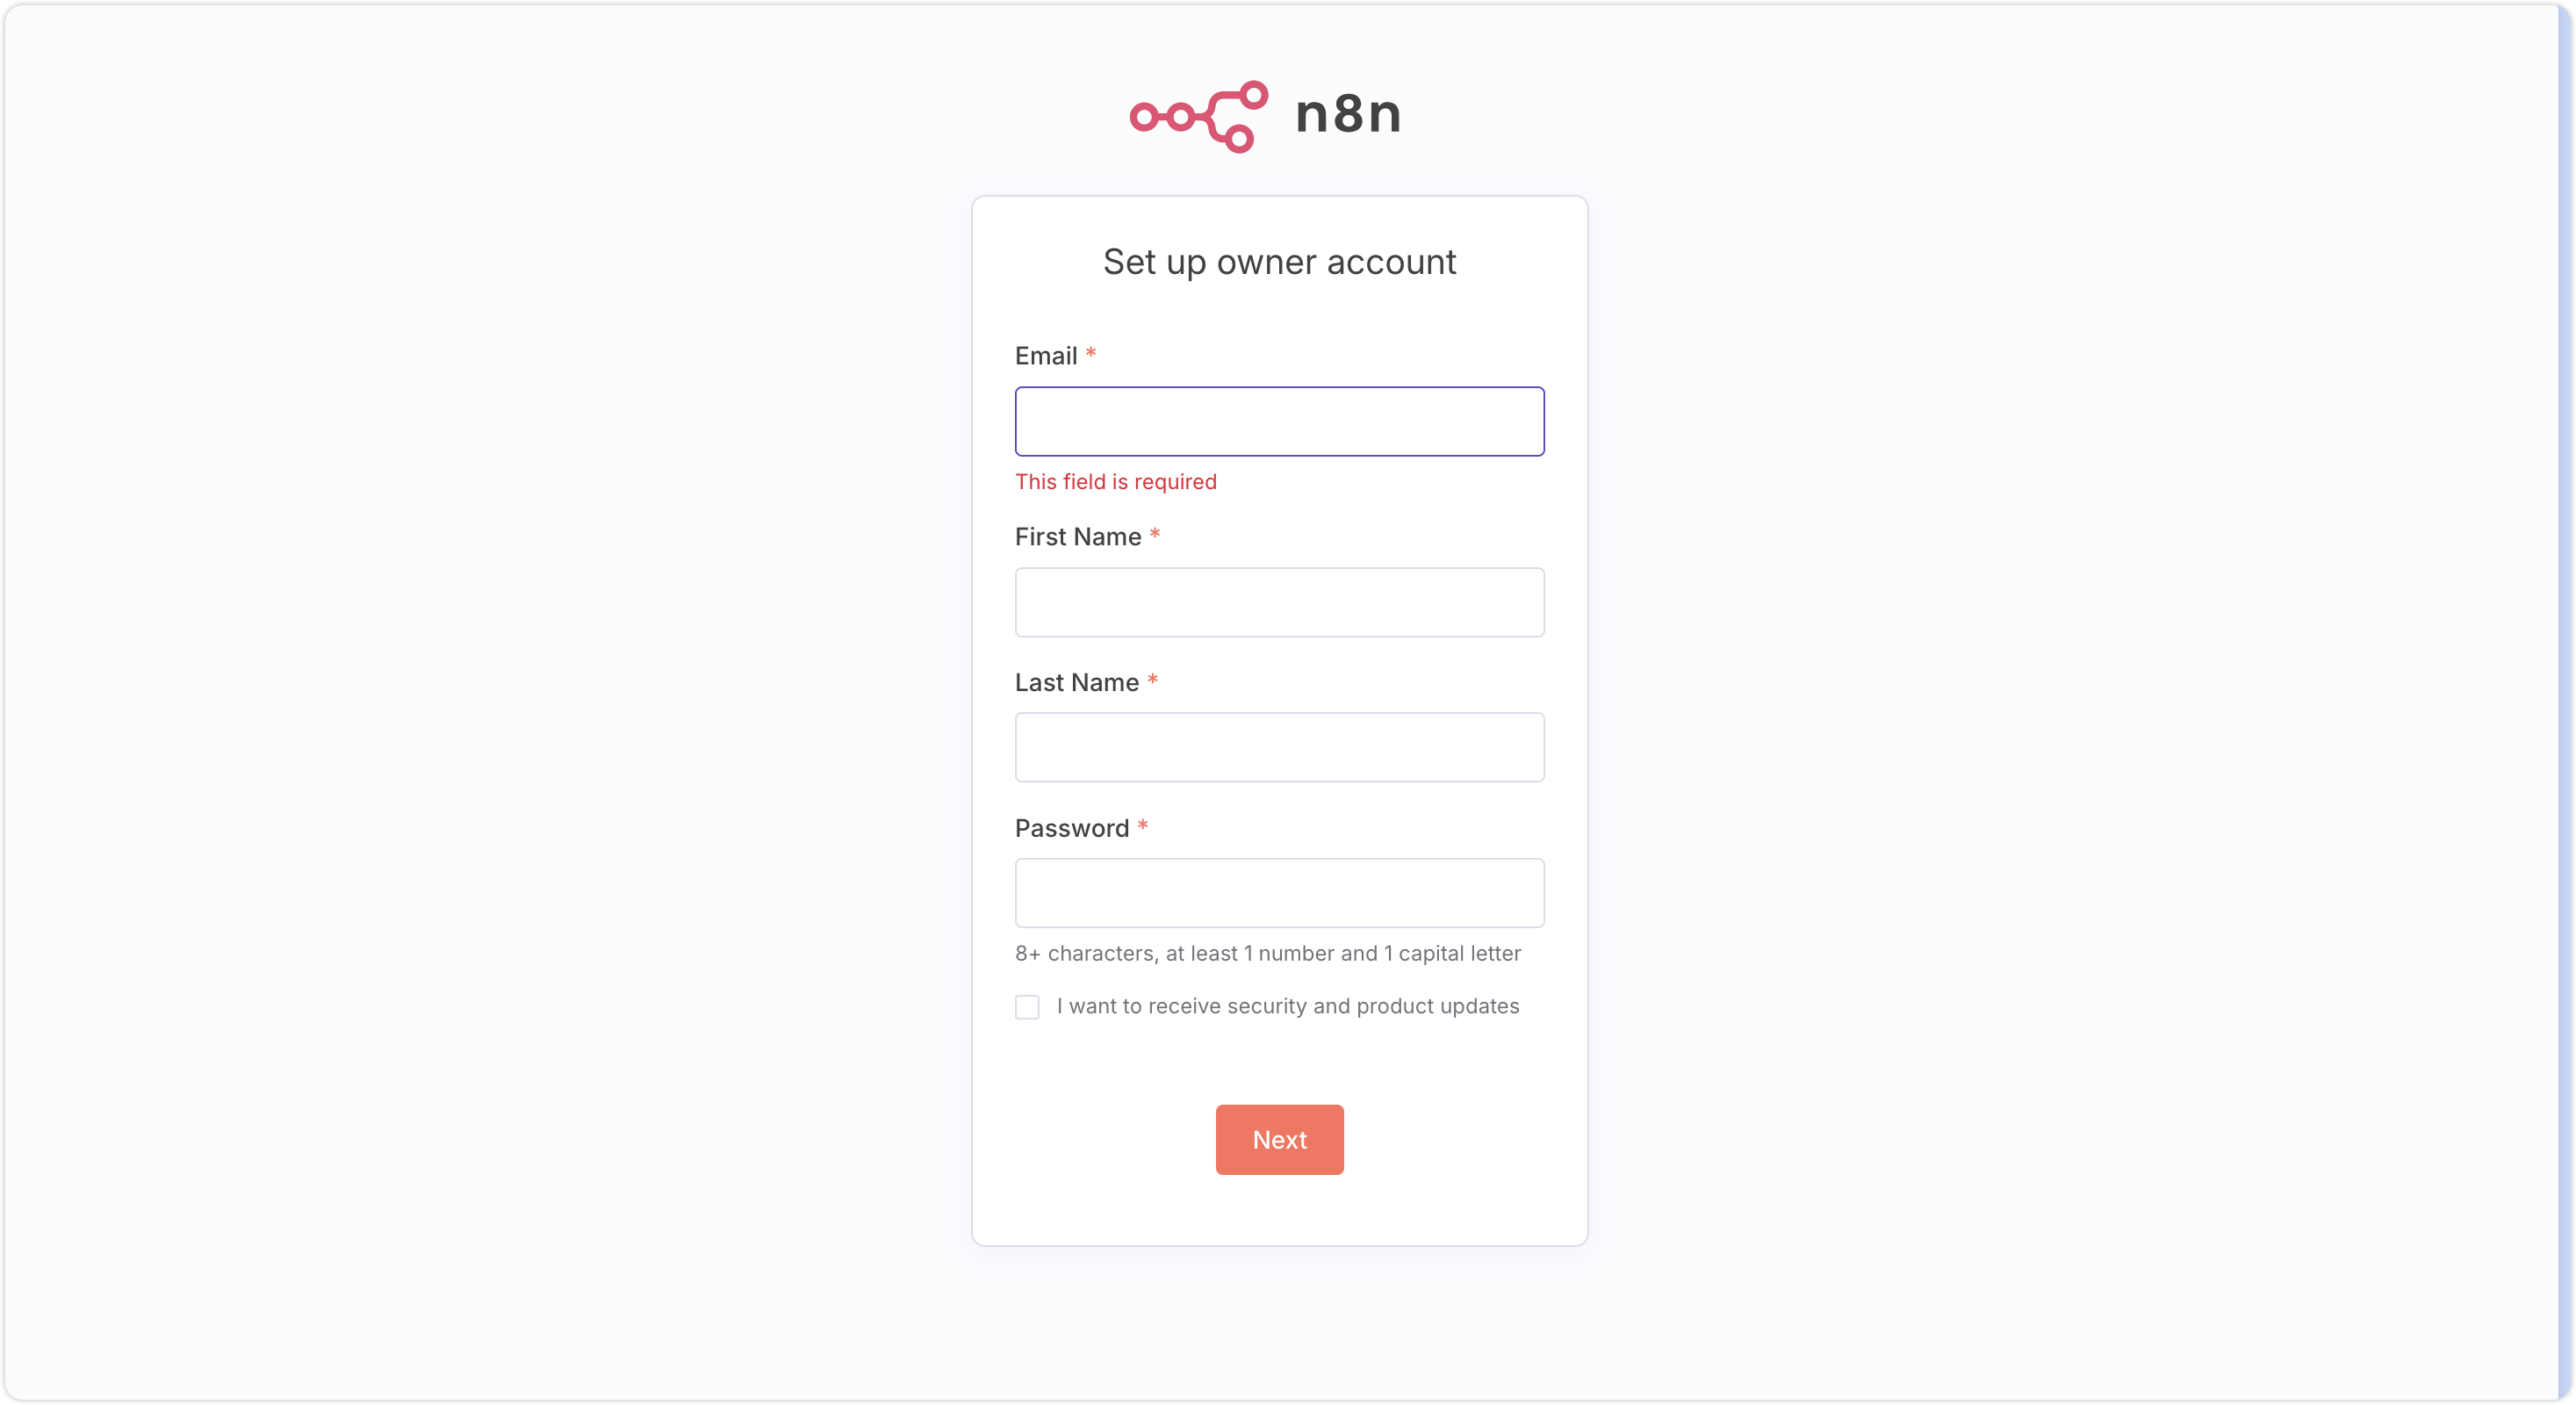 n8n
Set up owner account
Email *
This field is required
First Name *
Last Name *
Password *
8+ characters, at least 1 number and 1 capital letter
I want to receive security and product updates
Next